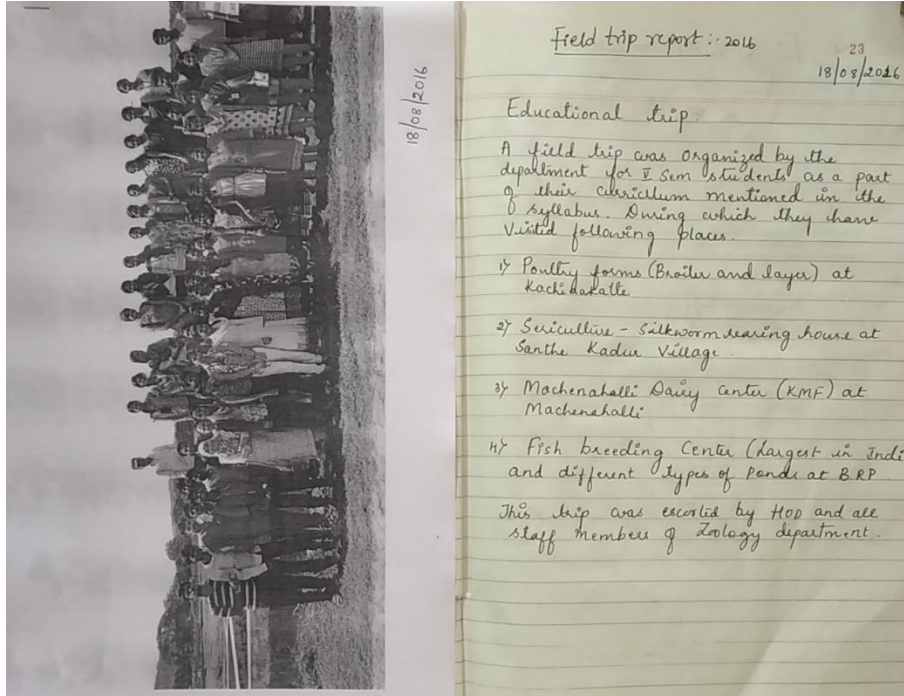 18/08/2016
Field trip report:- 2016
23
18/08/2016
Educational trip.
A field trip was organized by the
department for V Sem students as a part
of their curricllum mentioned in the
syllabus. During which they have
Visited following places.
1) Poultry forms (Broiler and layer) at
Kachinakatte
2) Sericulture - Silkworm rearing house at
Santhe Kadur Village.
3) Machenahalli Dairy Center (KMF) at
Machenahalli
4) Fish breeding Center (Largest in Indi
and different types of Ponds at BRP
This trip was escorted by HOD and all
staff members of Zoology department.